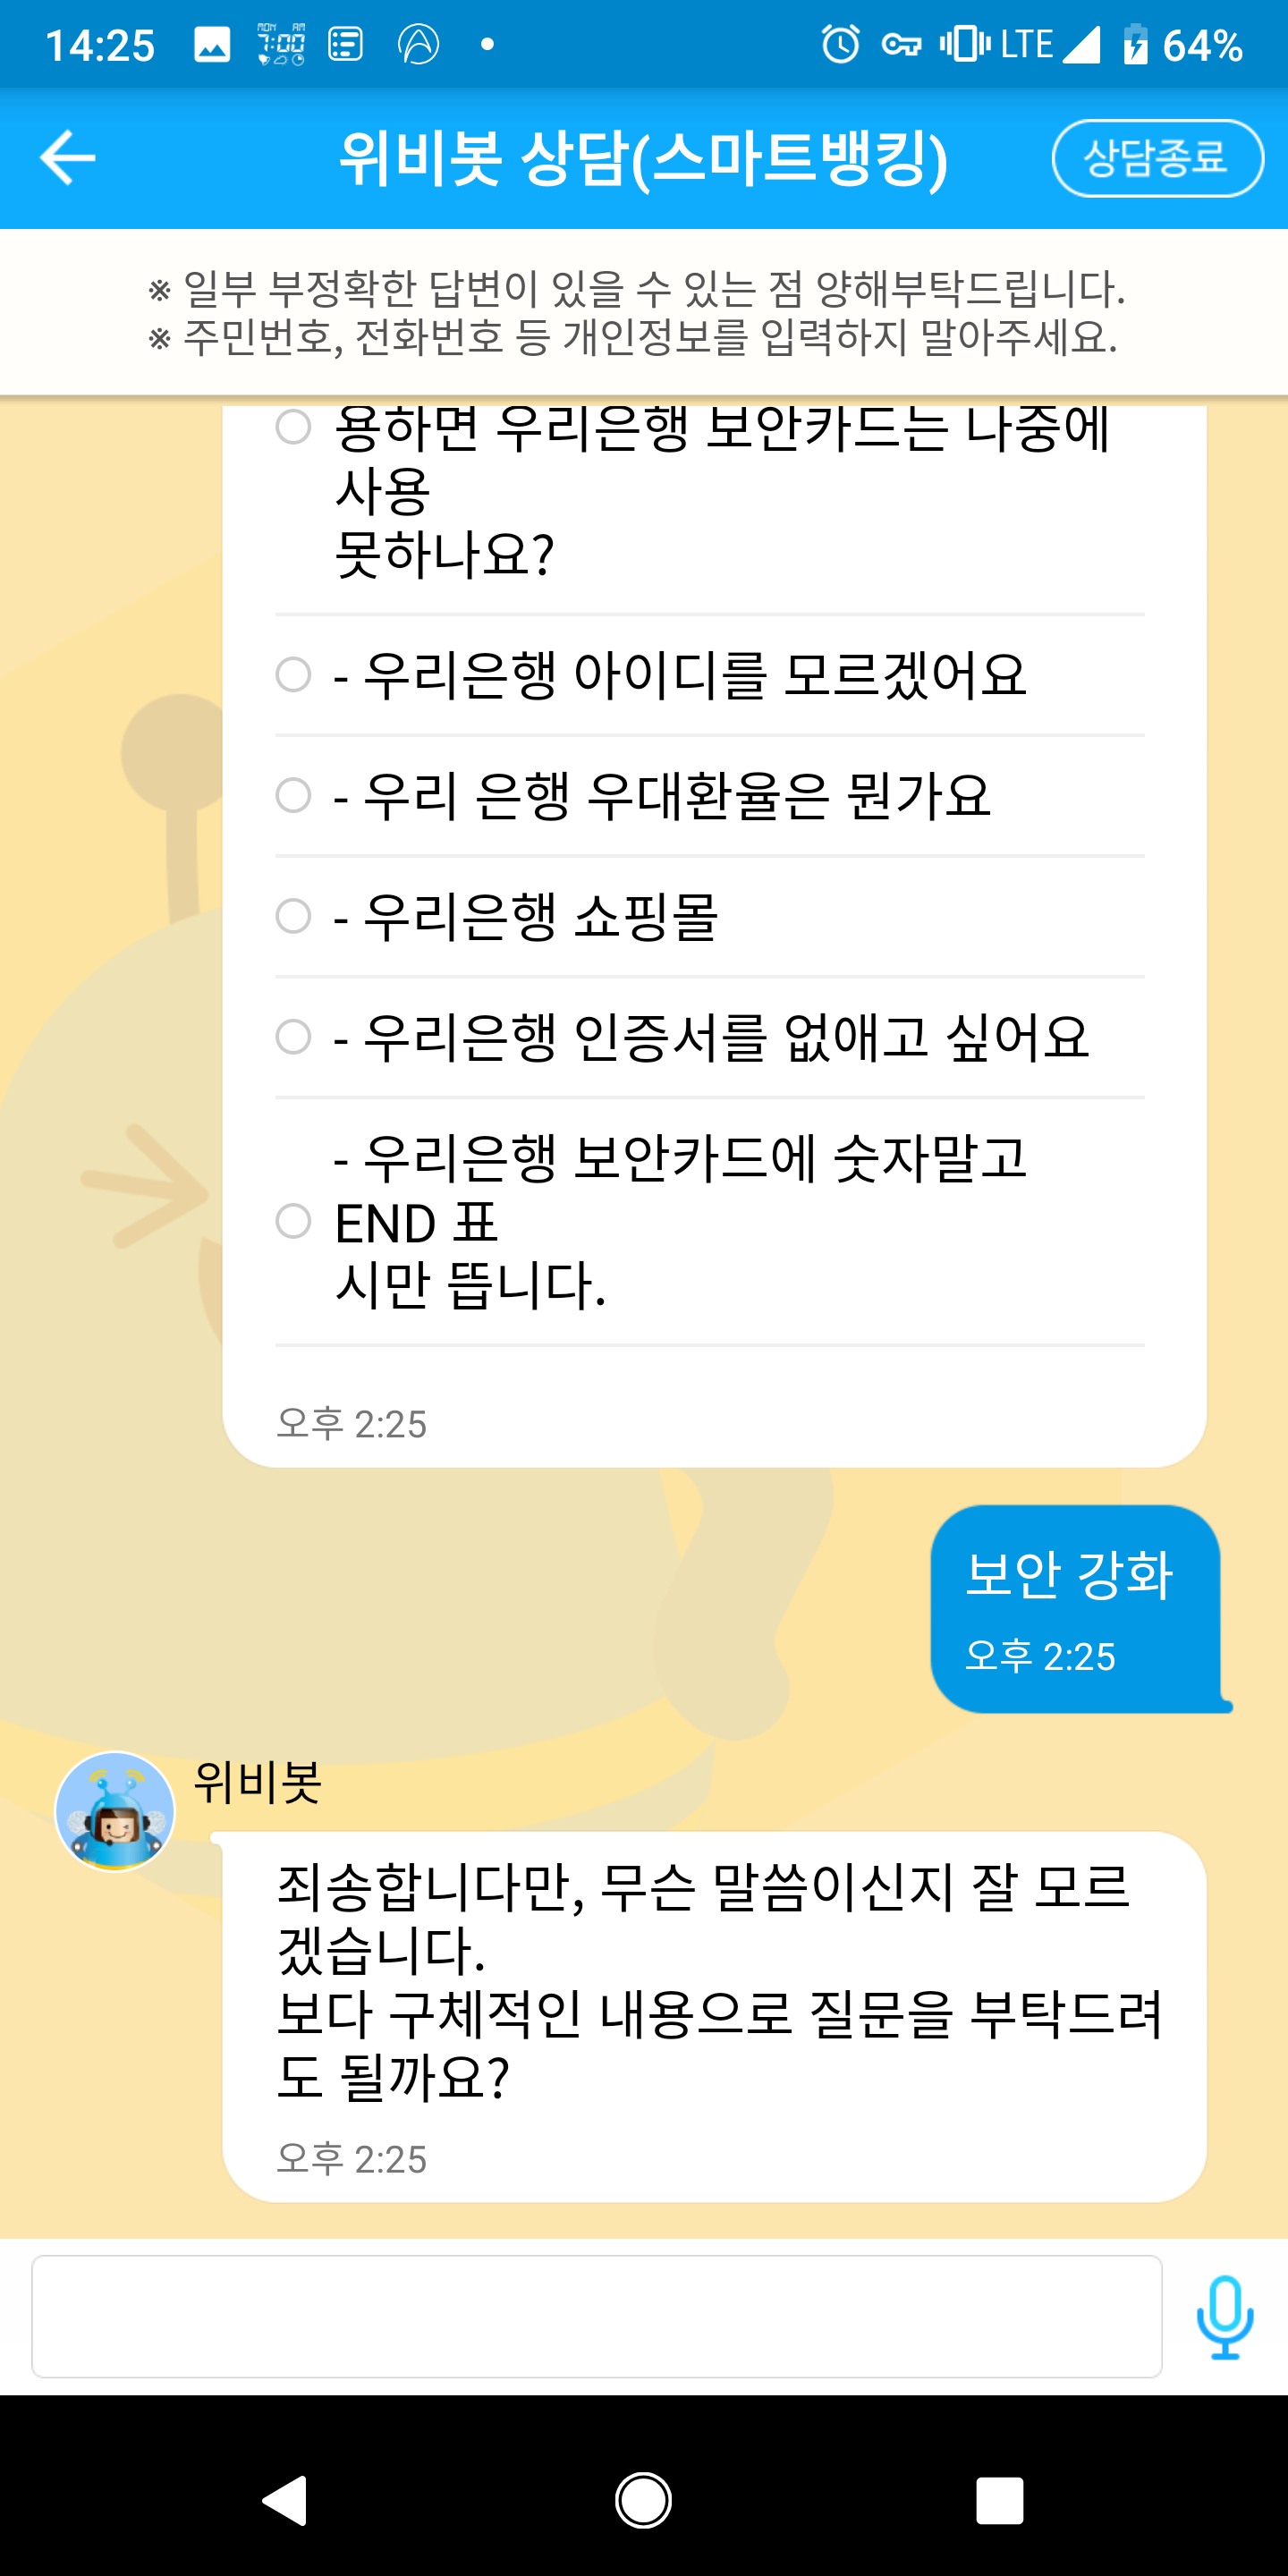 14:25
MON AM
7:00
LTE
64%
위비봇 상담(스마트뱅킹)
상담종료
※ 일부 부정확한 답변이 있을 수 있는 점 양해부탁드립니다.
※ 주민번호, 전화번호 등 개인정보를 입력하지 말아주세요.
용하면 우리은행 보안카드는 나중에
사용
못하나요?
- 우리은행 아이디를 모르겠어요
- 우리 은행 우대환율은 뭔가요
- 우리은행 쇼핑몰
- 우리은행 인증서를 없애고 싶어요
- 우리은행 보안카드에 숫자말고
END 표
시만 뜹니다.
오후 2:25
보안 강화
오후 2:25
위비봇
죄송합니다만, 무슨 말씀이신지 잘 모르
겠습니다.
보다 구체적인 내용으로 질문을 부탁드려
도 될까요?
오후 2:25